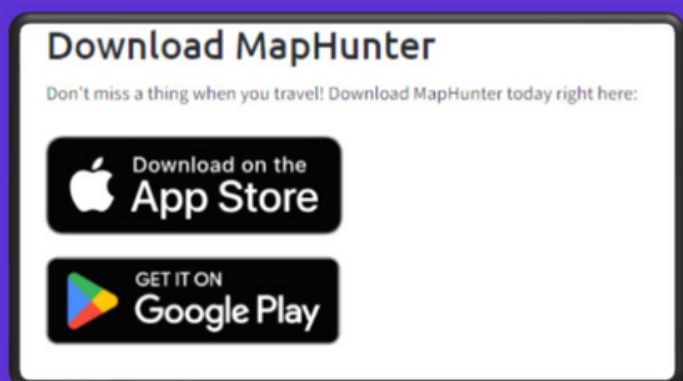 Download MapHunter
Don't miss a thing when you travel! Download MapHunter today right here:
Download on the
App Store
GET IT ON
Google Play